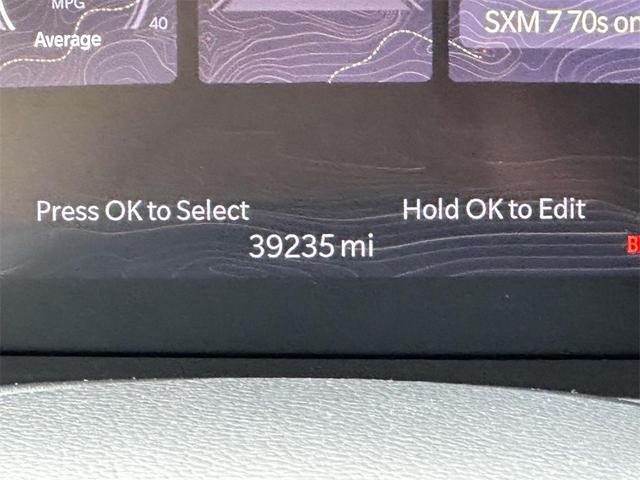 MPG
40
Average
SXM 7 70s on
Press OK to Select
Hold OK to Edit
39235 mi
B